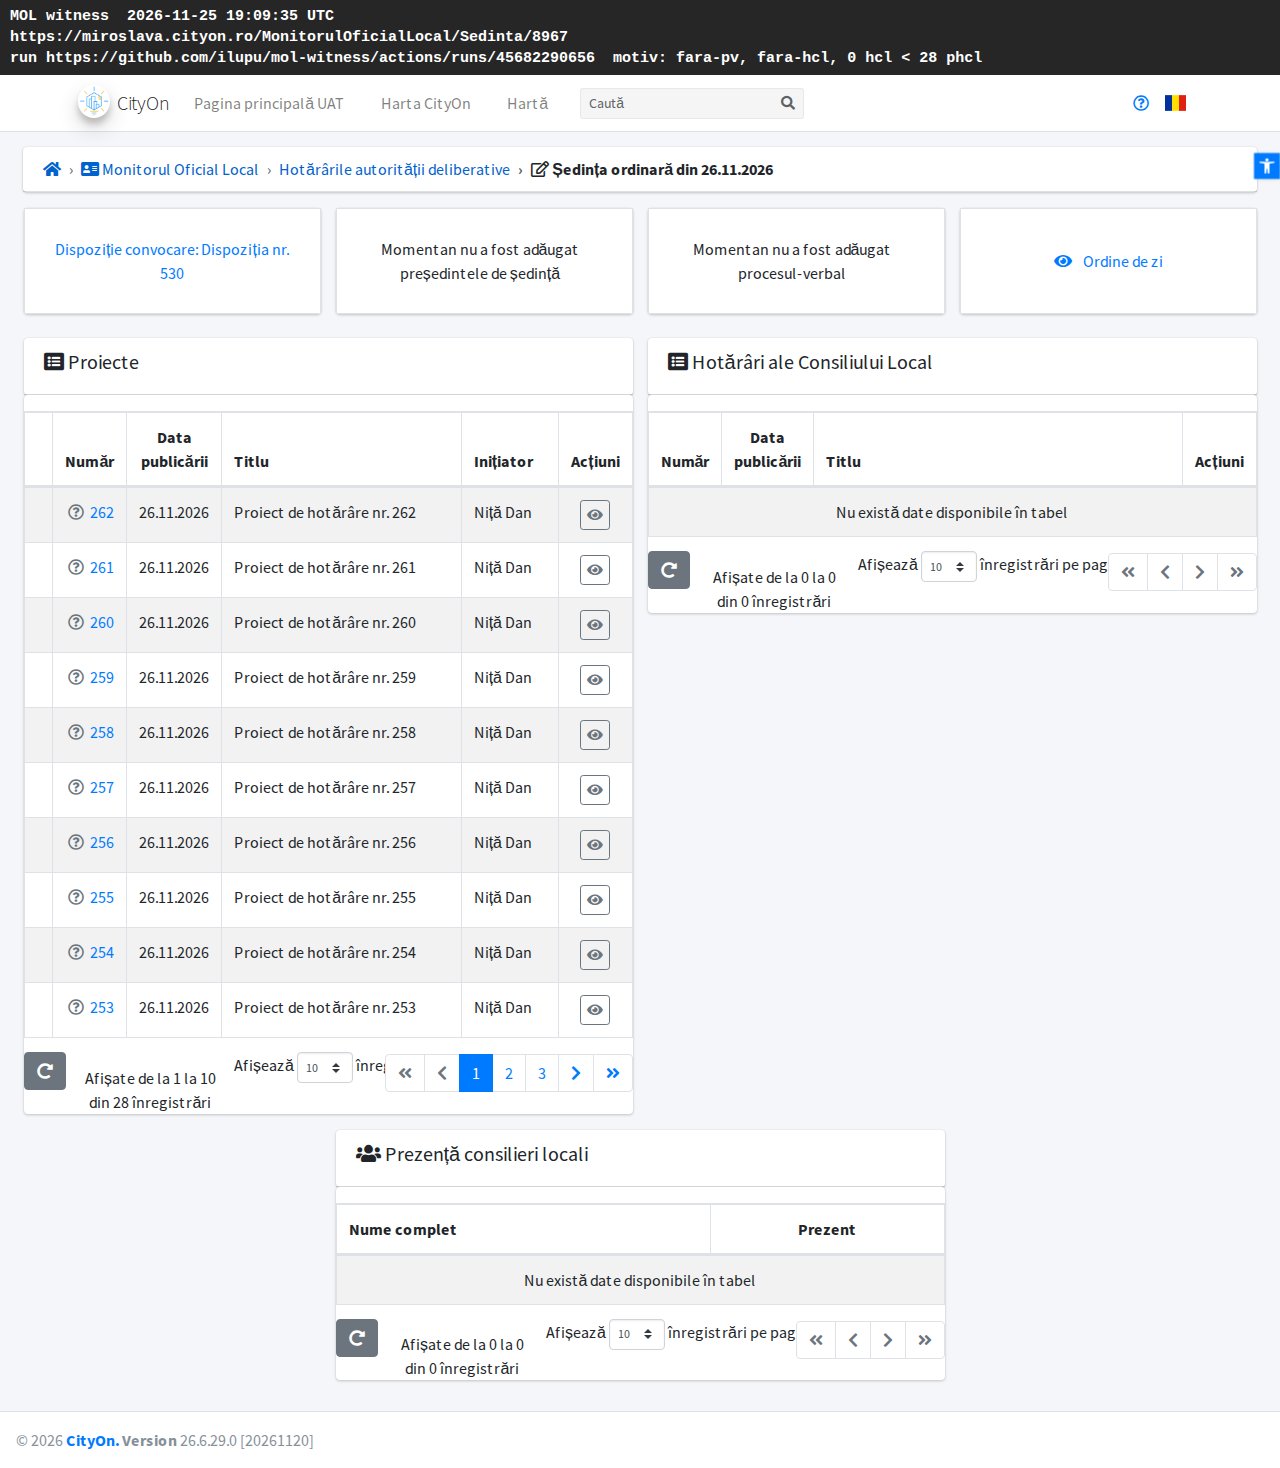 MOL witness  2026-11-25 19:09:35 UTC
https://miroslava.cityon.ro/MonitorulOficialLocal/Sedinta/8967
run https://github.com/ilupu/mol-witness/actions/runs/45682290656  motiv: fara-pv, fara-hcl, 0 hcl < 28 phcl
CityOn Pagina principală UAT Harta CityOn Hartă Caută
› Monitorul Oficial Local › Hotărârile autorității deliberative › Ședința ordinară din 26.11.2026
Dispoziție convocare: Dispoziția nr.
530
Momentan nu a fost adăugat
președintele de ședință
Momentan nu a fost adăugat
procesul-verbal
Ordine de zi
Proiecte
Număr Data publicării Titlu Inițiator Acțiuni
262 26.11.2026 Proiect de hotărâre nr. 262 Niță Dan
261 26.11.2026 Proiect de hotărâre nr. 261 Niță Dan
260 26.11.2026 Proiect de hotărâre nr. 260 Niță Dan
259 26.11.2026 Proiect de hotărâre nr. 259 Niță Dan
258 26.11.2026 Proiect de hotărâre nr. 258 Niță Dan
257 26.11.2026 Proiect de hotărâre nr. 257 Niță Dan
256 26.11.2026 Proiect de hotărâre nr. 256 Niță Dan
255 26.11.2026 Proiect de hotărâre nr. 255 Niță Dan
254 26.11.2026 Proiect de hotărâre nr. 254 Niță Dan
253 26.11.2026 Proiect de hotărâre nr. 253 Niță Dan
Afișate de la 1 la 10
din 28 înregistrări
Afișează 10 înreg
« ‹ 1 2 3 › »
Hotărâri ale Consiliului Local
Număr Data publicării Titlu Acțiuni
Nu există date disponibile în tabel
Afișate de la 0 la 0
din 0 înregistrări
Afișează 10 înregistrări pe pag
« ‹ › »
Prezență consilieri locali
Nume complet Prezent
Nu există date disponibile în tabel
Afișate de la 0 la 0
din 0 înregistrări
Afișează 10 înregistrări pe pag
« ‹ › »
© 2026 CityOn. Version 26.6.29.0 [20261120]